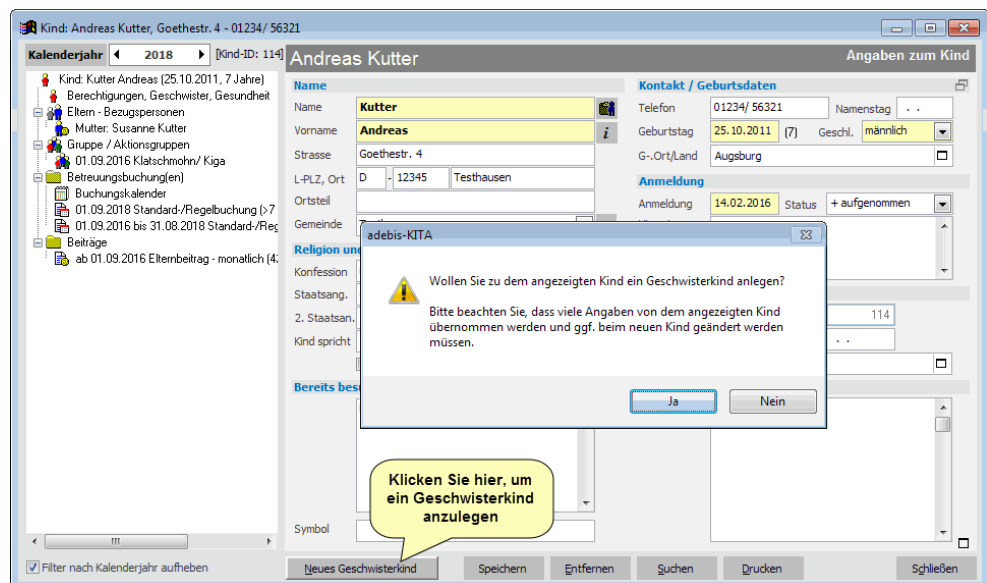 Kind: Andreas Kutter, Goethestr. 4 - 01234/ 56321
Kalenderjahr 2018 [Kind-ID: 114]
Andreas Kutter Angaben zum Kind
Kind: Kutter Andreas (25.10.2011, 7 Jahre)
Berechtigungen, Geschwister, Gesundheit
Eltern - Bezugspersonen
Mutter: Susanne Kutter
Gruppe / Aktionsgruppen
01.09.2016 Klatschmohn/ Kiga
Betreuungsbuchung(en)
Buchungskalender
01.09.2018 Standard-/Regelbuchung (>7
01.09.2016 bis 31.08.2018 Standard-/Reg
Beiträge
ab 01.09.2016 Elternbeitrag - monatlich (4:
Filter nach Kalenderjahr aufheben
Name
Name Kutter
Vorname Andreas i
Strasse Goethestr. 4
L-PLZ, Ort D - 12345 Testhausen
Ortsteil
Gemeinde
Religion un
Konfession
Staatsang.
2. Staatsan.
Kind spricht
Bereits bes
Symbol
Kontakt / Geburtsdaten
Telefon 01234/ 56321 Namenstag . .
Geburtstag 25.10.2011 (7) Geschl. männlich
G-.Ort/Land Augsburg
Anmeldung
Anmeldung 14.02.2016 Status + aufgenommen
114
. .
adebis-KITA
Wollen Sie zu dem angezeigten Kind ein Geschwisterkind anlegen?
Bitte beachten Sie, dass viele Angaben von dem angezeigten Kind
übernommen werden und ggf. beim neuen Kind geändert werden
müssen.
Ja Nein
Klicken Sie hier, um
ein Geschwisterkind
anzulegen
Neues Geschwisterkind Speichern Entfernen Suchen Drucken Schließen